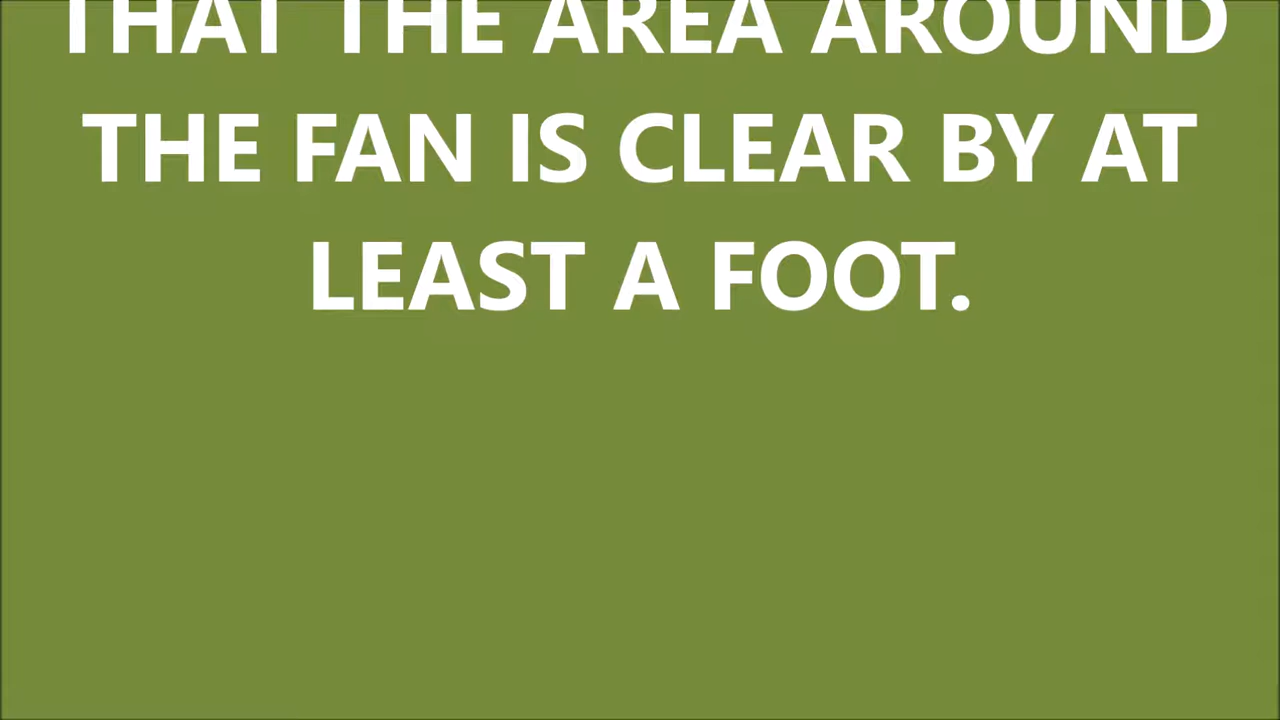 THAT THE AREA AROUND
THE FAN IS CLEAR BY AT
LEAST A FOOT.